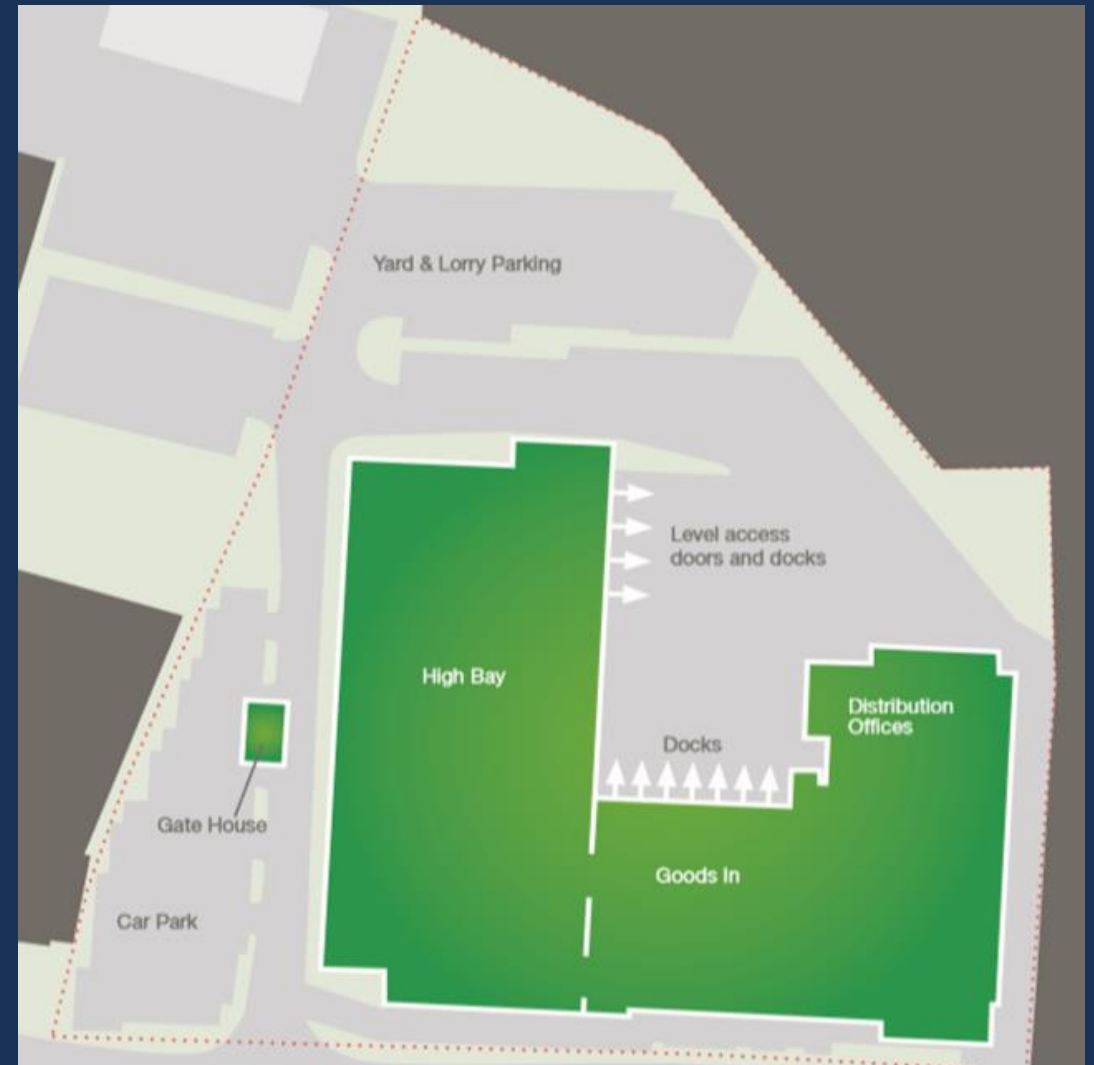 Yard & Lorry Parking
Level access
doors and docks
High Bay
Distribution
Offices
Docks
Gate House
Goods In
Car Park